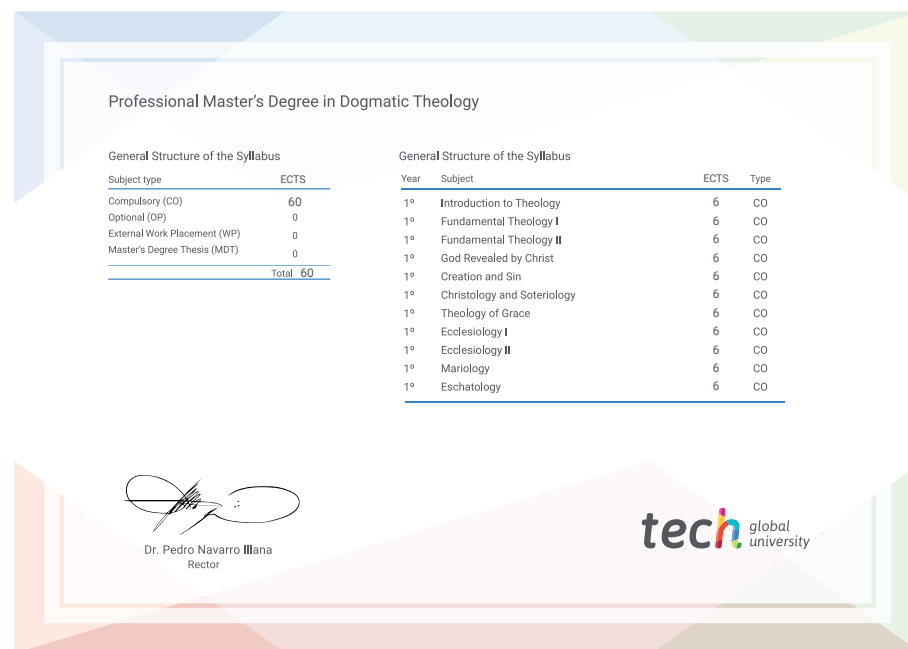 Professional Master's Degree in Dogmatic Theology
General Structure of the Syllabus
Subject type ECTS
Compulsory (CO) 60
Optional (OP) 0
External Work Placement (WP) 0
Master's Degree Thesis (MDT) 0
Total 60
General Structure of the Syllabus
Year Subject ECTS Type
1º Introduction to Theology 6 CO
1º Fundamental Theology I 6 CO
1º Fundamental Theology II 6 CO
1º God Revealed by Christ 6 CO
1º Creation and Sin 6 CO
1º Christology and Soteriology 6 CO
1º Theology of Grace 6 CO
1º Ecclesiology I 6 CO
1º Ecclesiology II 6 CO
1º Mariology 6 CO
1º Eschatology 6 CO
Dr. Pedro Navarro Illana
Rector
tech global
university